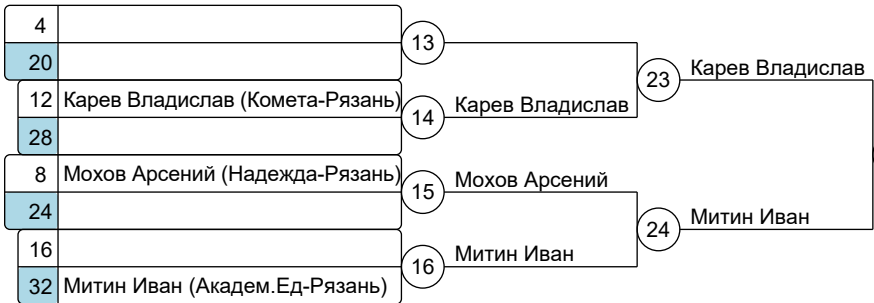 4
13
20
23
Карев Владислав
12 Карев Владислав (Комета-Рязань)
14
Карев Владислав
28
8 Мохов Арсений (Надежда-Рязань)
15
Мохов Арсений
24
24
Митин Иван
16
16
Митин Иван
32 Митин Иван (Академ.Ед-Рязань)